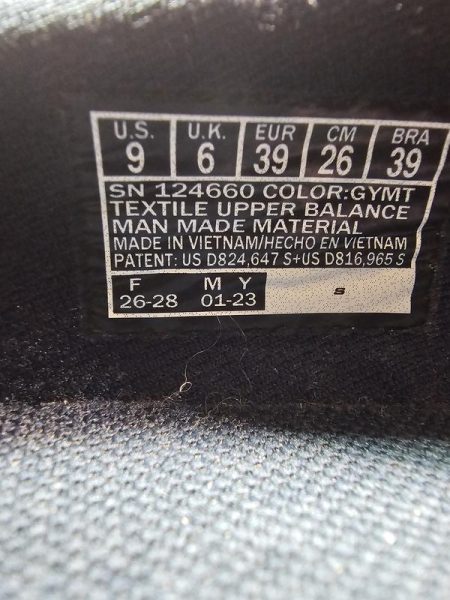 U.S. U.K. EUR CM BRA
9 6 39 26 39
SN 124660 COLOR:GYMT
TEXTILE UPPER BALANCE
MAN MADE MATERIAL
MADE IN VIETNAM/HECHO EN VIETNAM
PATENT: US D824,647 S+US D816,965 S
F M Y
26-28 01-23 S